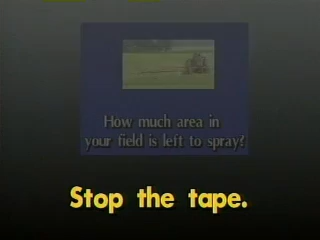 How much area in
your field is left to spray?
Stop the tape.